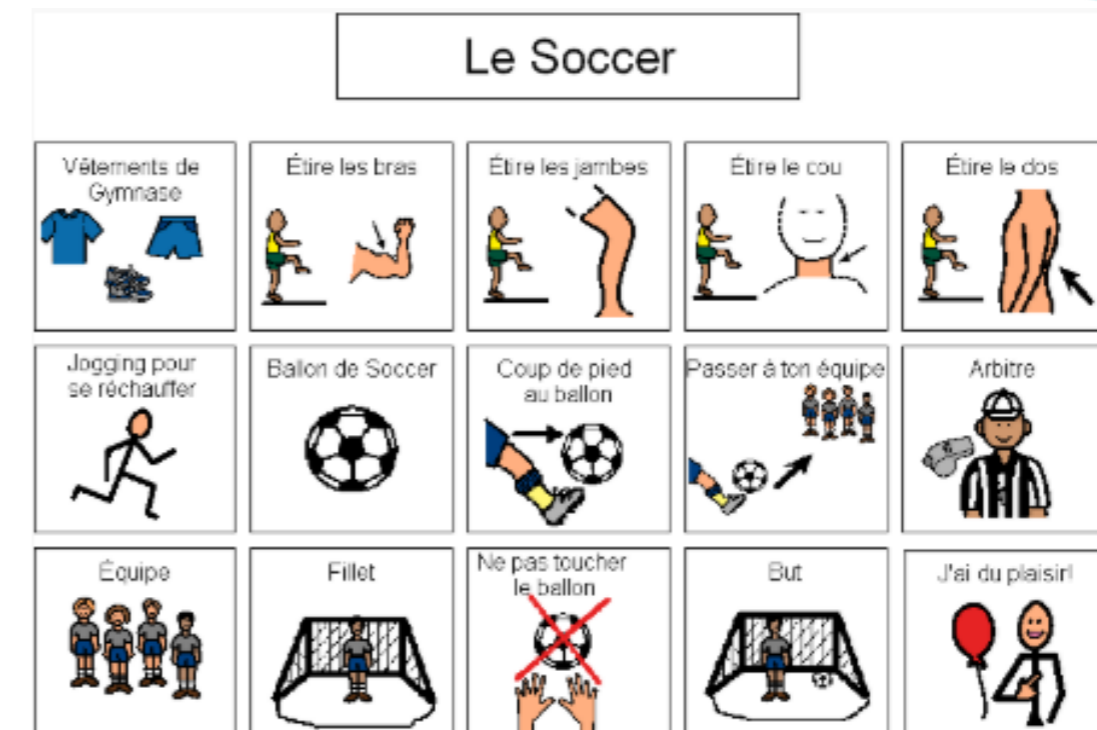 Le Soccer
Vêtements de
Gymnase
Étire les bras
Étire les jambes
Étire le cou
Étire le dos
Jogging pour
se réchauffer
Ballon de Soccer
Coup de pied
au ballon
Passer à ton équipe
Arbitre
Équipe
Fillet
Ne pas toucher
le ballon
But
J'ai du plaisir!